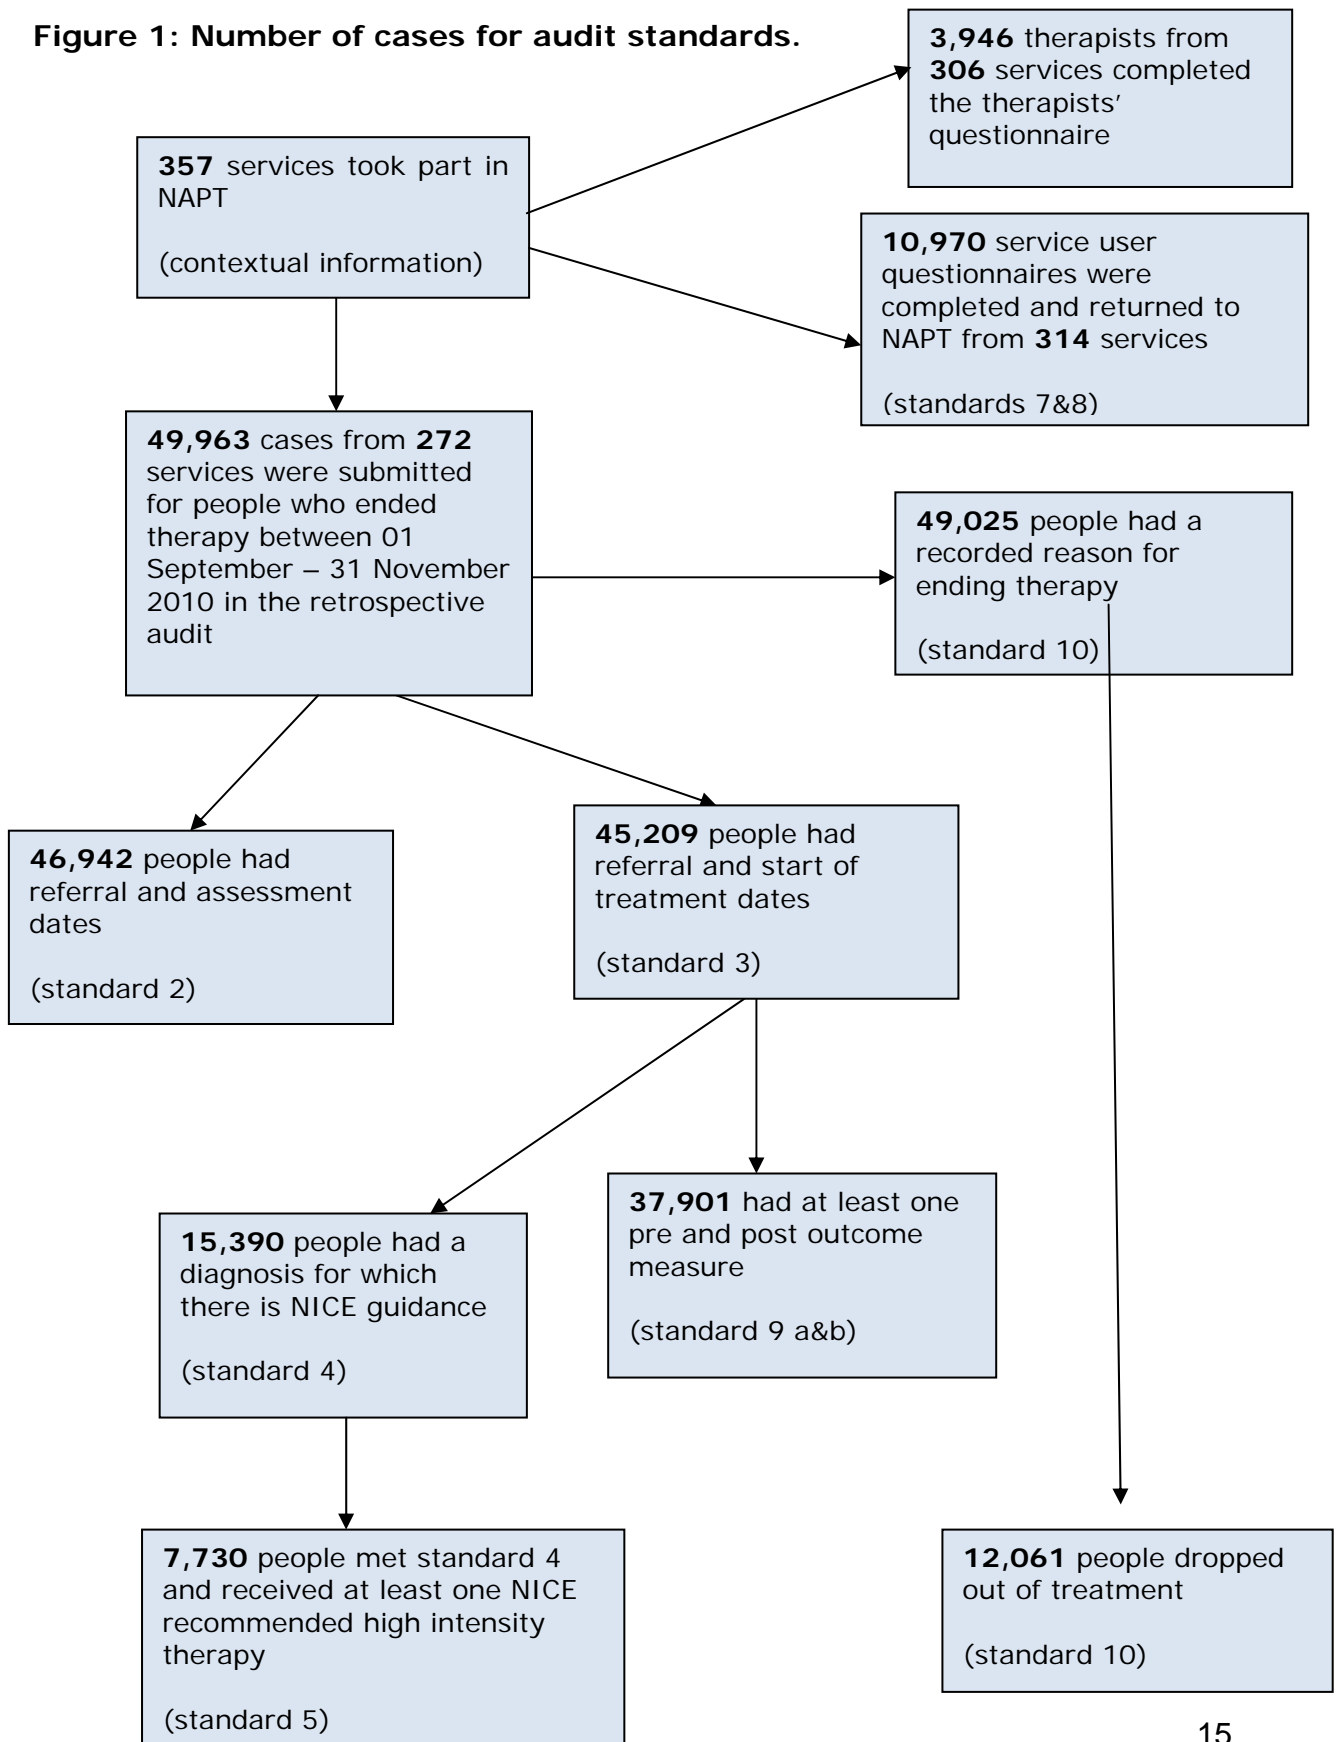 Figure 1: Number of cases for audit standards.
3,946 therapists from
306 services completed
the therapists’
questionnaire
357 services took part in
NAPT
(contextual information)
10,970 service user
questionnaires were
completed and returned to
NAPT from 314 services
(standards 7&8)
49,963 cases from 272
services were submitted
for people who ended
therapy between 01
September – 31 November
2010 in the retrospective
audit
49,025 people had a
recorded reason for
ending therapy
(standard 10)
46,942 people had
referral and assessment
dates
(standard 2)
45,209 people had
referral and start of
treatment dates
(standard 3)
15,390 people had a
diagnosis for which
there is NICE guidance
(standard 4)
37,901 had at least one
pre and post outcome
measure
(standard 9 a&b)
7,730 people met standard 4
and received at least one NICE
recommended high intensity
therapy
(standard 5)
12,061 people dropped
out of treatment
(standard 10)
15